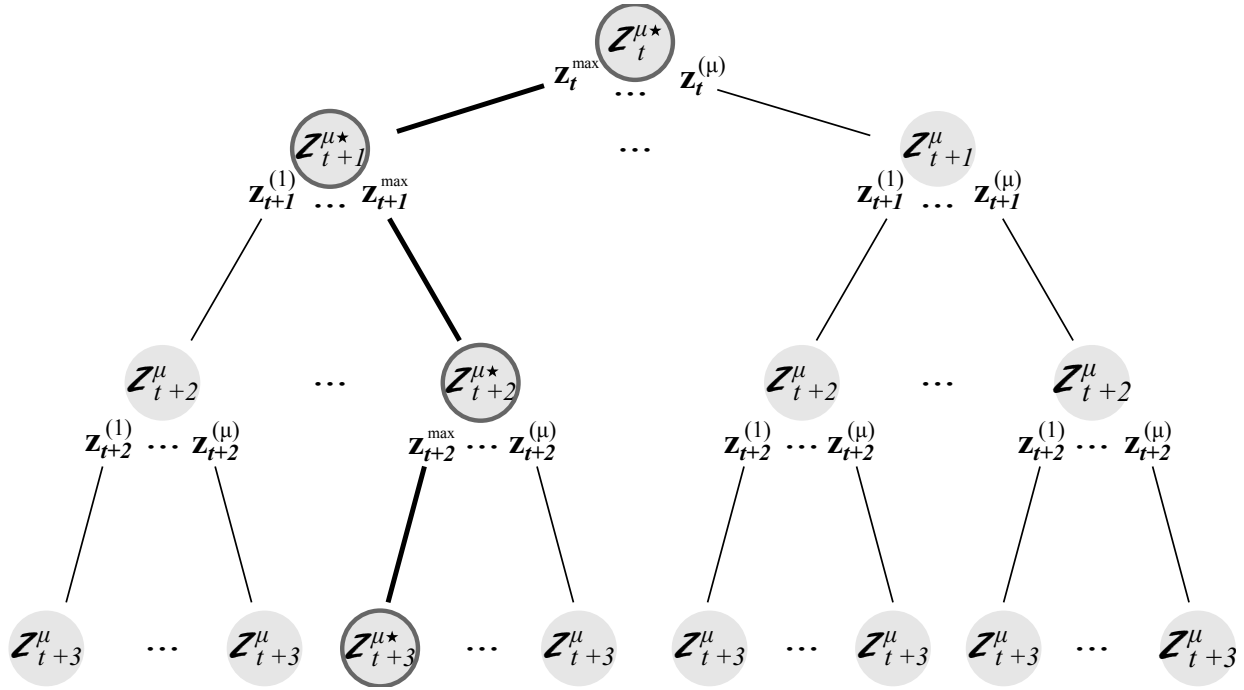 𝒵ₜ^μ★
z_t^max ... z_t^(μ)
𝒵_{t+1}^μ★ ... 𝒵_{t+1}^μ
z_{t+1}^(1) ... z_{t+1}^max z_{t+1}^(1) ... z_{t+1}^(μ)
𝒵_{t+2}^μ ... 𝒵_{t+2}^μ★ 𝒵_{t+2}^μ ... 𝒵_{t+2}^μ
z_{t+2}^(1) ... z_{t+2}^(μ) z_{t+2}^max ... z_{t+2}^(μ) z_{t+2}^(1) ... z_{t+2}^(μ) z_{t+2}^(1) ... z_{t+2}^(μ)
𝒵_{t+3}^μ ... 𝒵_{t+3}^μ 𝒵_{t+3}^μ★ ... 𝒵_{t+3}^μ 𝒵_{t+3}^μ ... 𝒵_{t+3}^μ 𝒵_{t+3}^μ ... 𝒵_{t+3}^μ